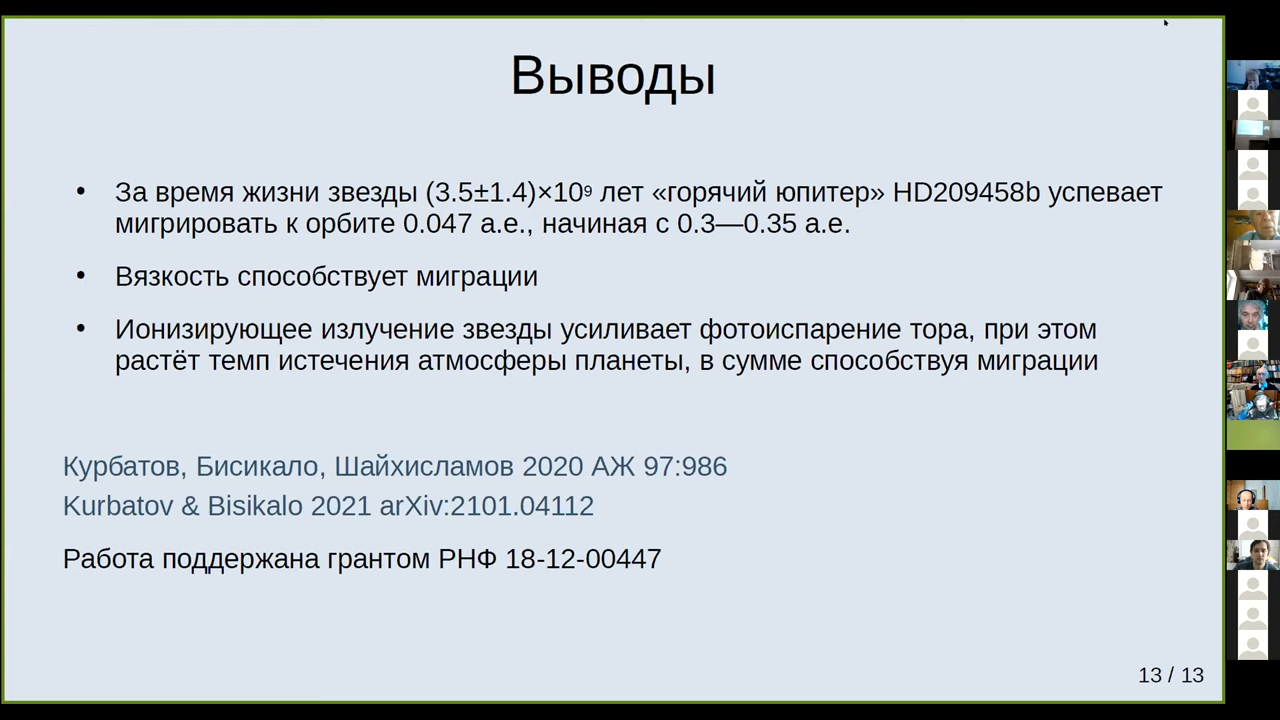 Выводы
• За время жизни звезды (3.5±1.4)×10⁹ лет «горячий юпитер» HD209458b успевает
мигрировать к орбите 0.047 а.е., начиная с 0.3—0.35 а.е.
• Вязкость способствует миграции
• Ионизирующее излучение звезды усиливает фотоиспарение тора, при этом
растёт темп истечения атмосферы планеты, в сумме способствуя миграции
Курбатов, Бисикало, Шайхисламов 2020 АЖ 97:986
Kurbatov & Bisikalo 2021 arXiv:2101.04112
Работа поддержана грантом РНФ 18-12-00447
13 / 13